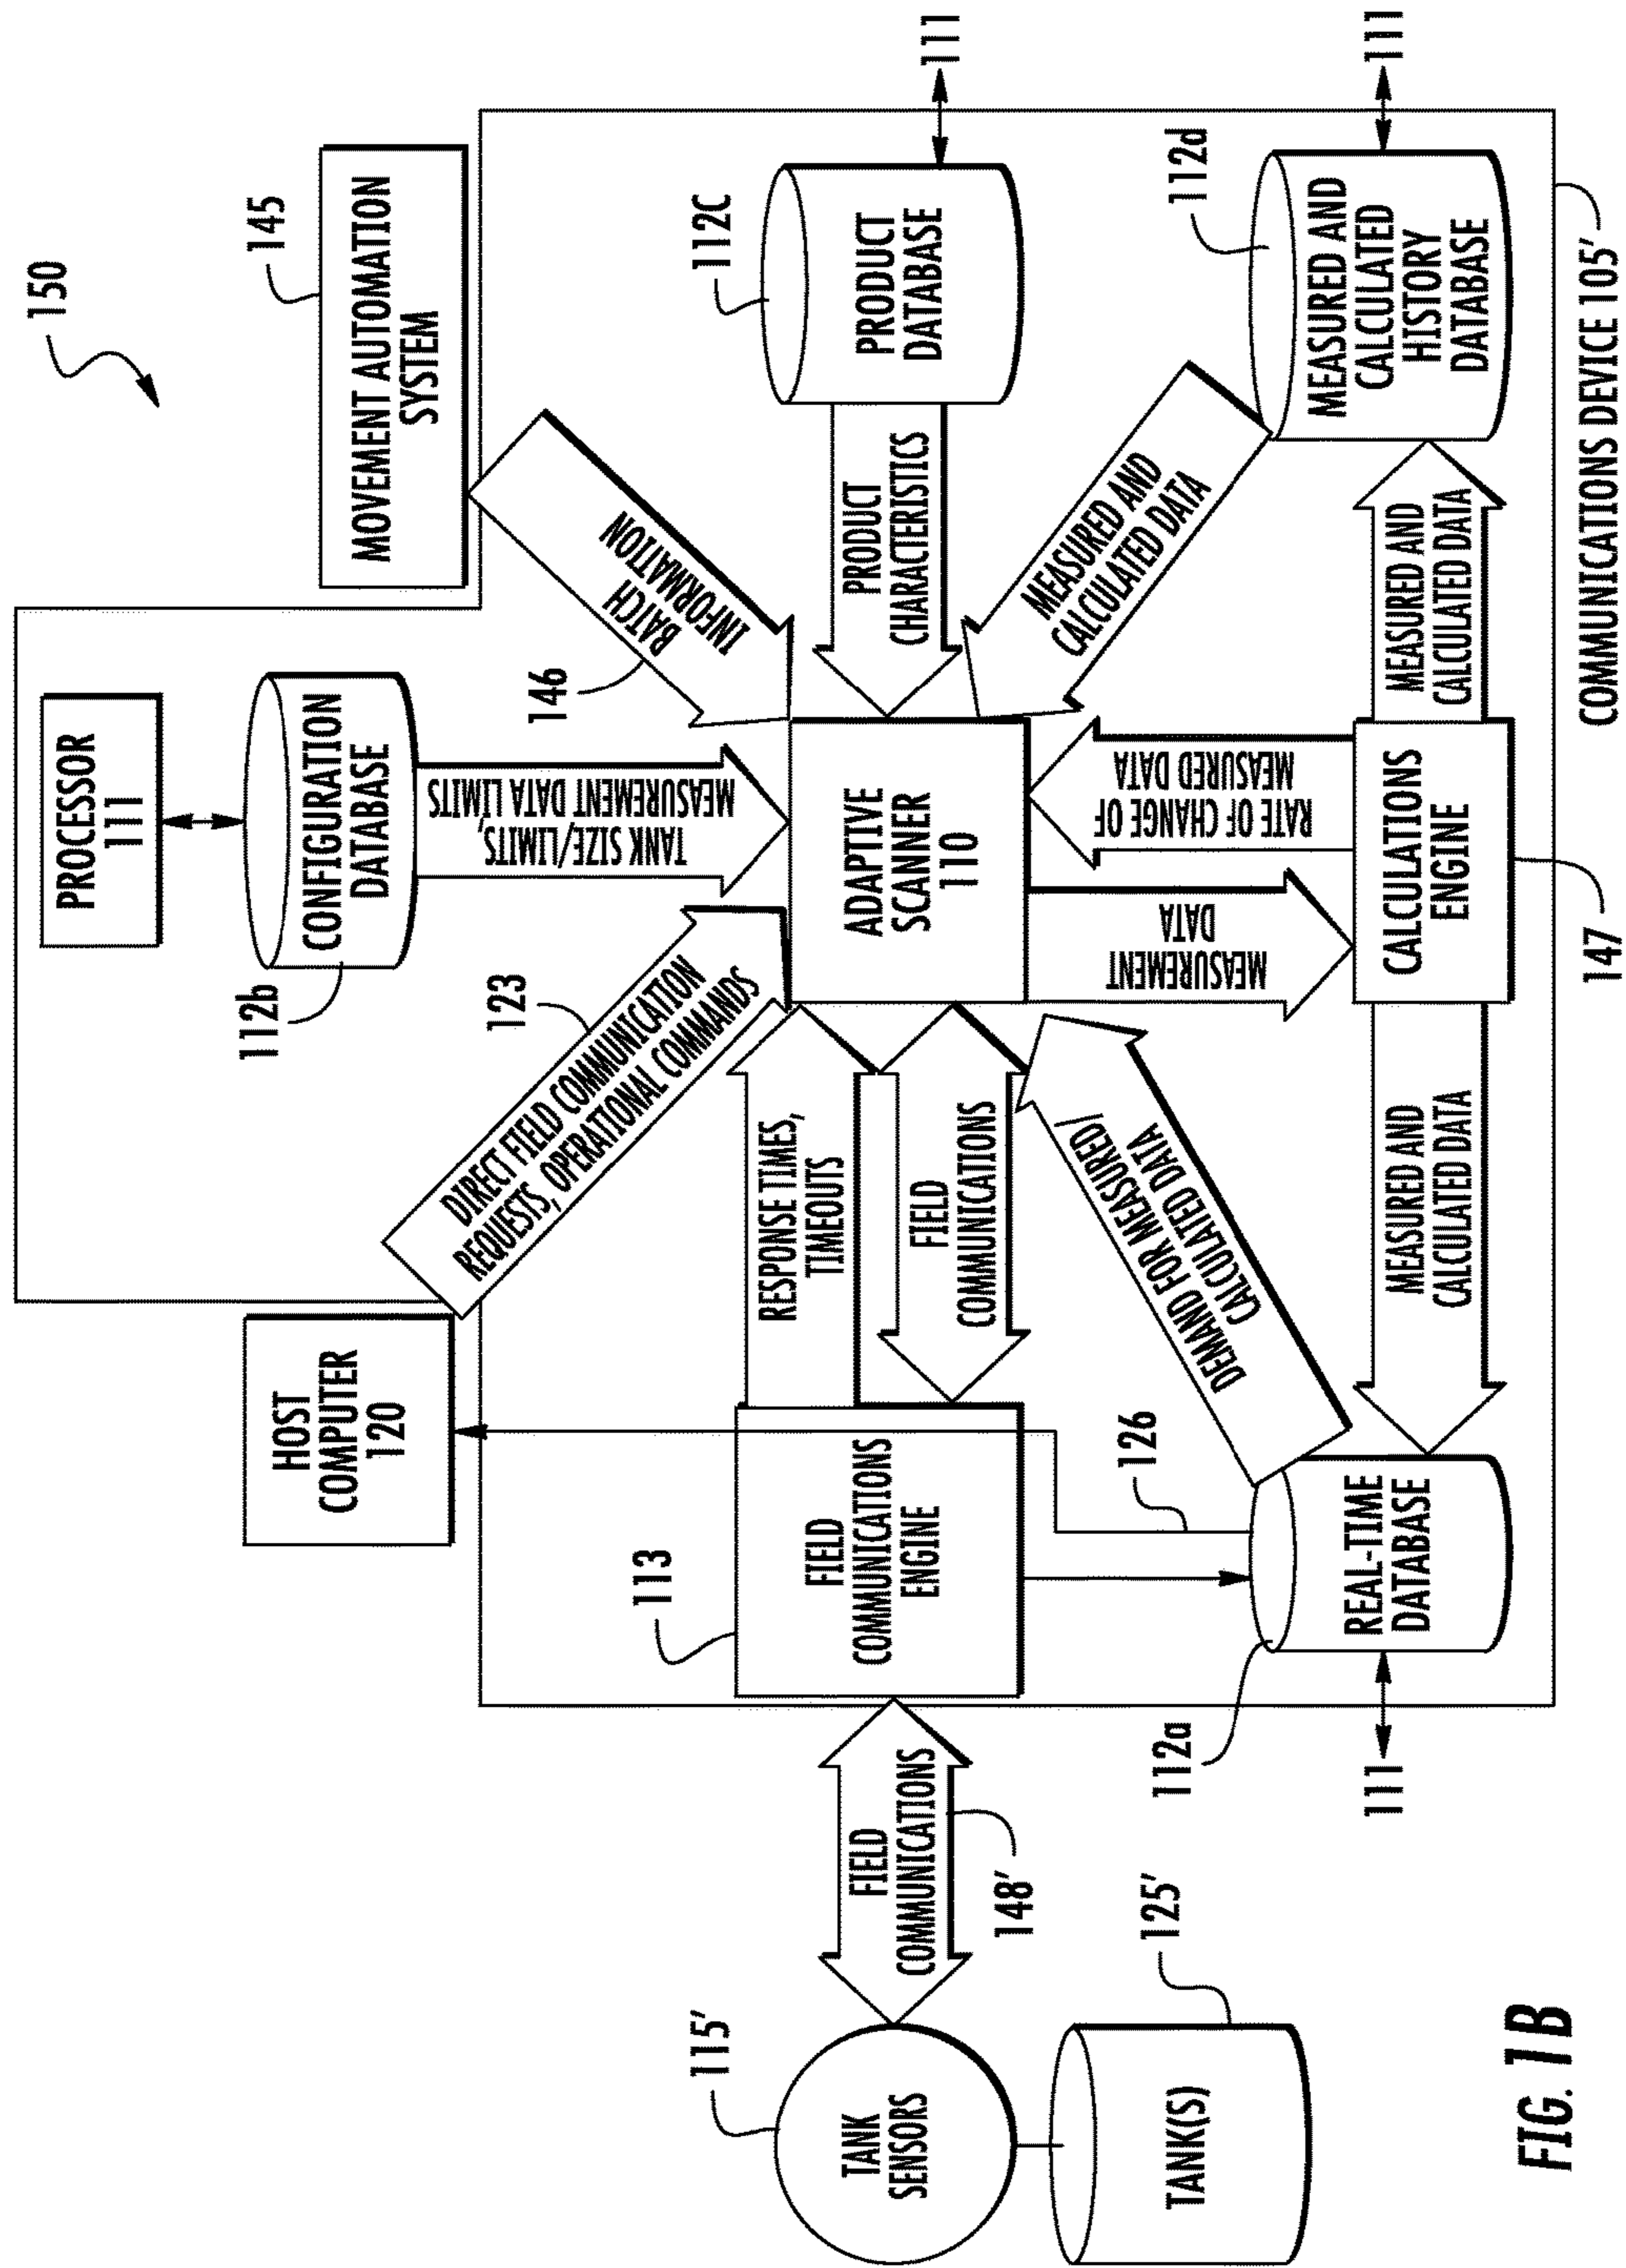 150
145
MOVEMENT AUTOMATION
SYSTEM
PROCESSOR
111
CONFIGURATION
DATABASE
112b
HOST
COMPUTER
120
123
DIRECT FIELD COMMUNICATION
REQUESTS, OPERATIONAL COMMANDS
TANK SIZE/LIMITS,
MEASUREMENT DATA LIMITS
146
BATCH
INFORMATION
112C
PRODUCT
DATABASE
111
PRODUCT
CHARACTERISTICS
115'
TANK
SENSORS
FIELD
COMMUNICATIONS
148'
113
FIELD
COMMUNICATIONS
ENGINE
RESPONSE TIMES,
TIMEOUTS
FIELD
COMMUNICATIONS
ADAPTIVE
SCANNER
110
MEASURED AND
CALCULATED DATA
125'
TANK(S)
126
DEMAND FOR MEASURED/
CALCULATED DATA
MEASUREMENT
DATA
RATE OF CHANGE OF
MEASURED DATA
112d
MEASURED AND
CALCULATED
HISTORY
DATABASE
111
112a
111
REAL-TIME
DATABASE
MEASURED AND
CALCULATED DATA
CALCULATIONS
ENGINE
MEASURED AND
CALCULATED DATA
147
COMMUNICATIONS DEVICE 105'
FIG. 1B